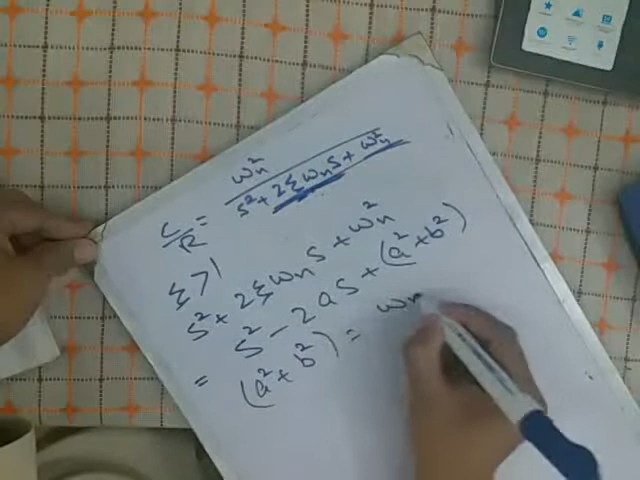 C/R = ωn² / s² + 2ξωns + ωn²
ξ > 1
s² + 2ξωns + ωn²
= s² - 2as + (a² + b²)
(a² + b²) = ωn